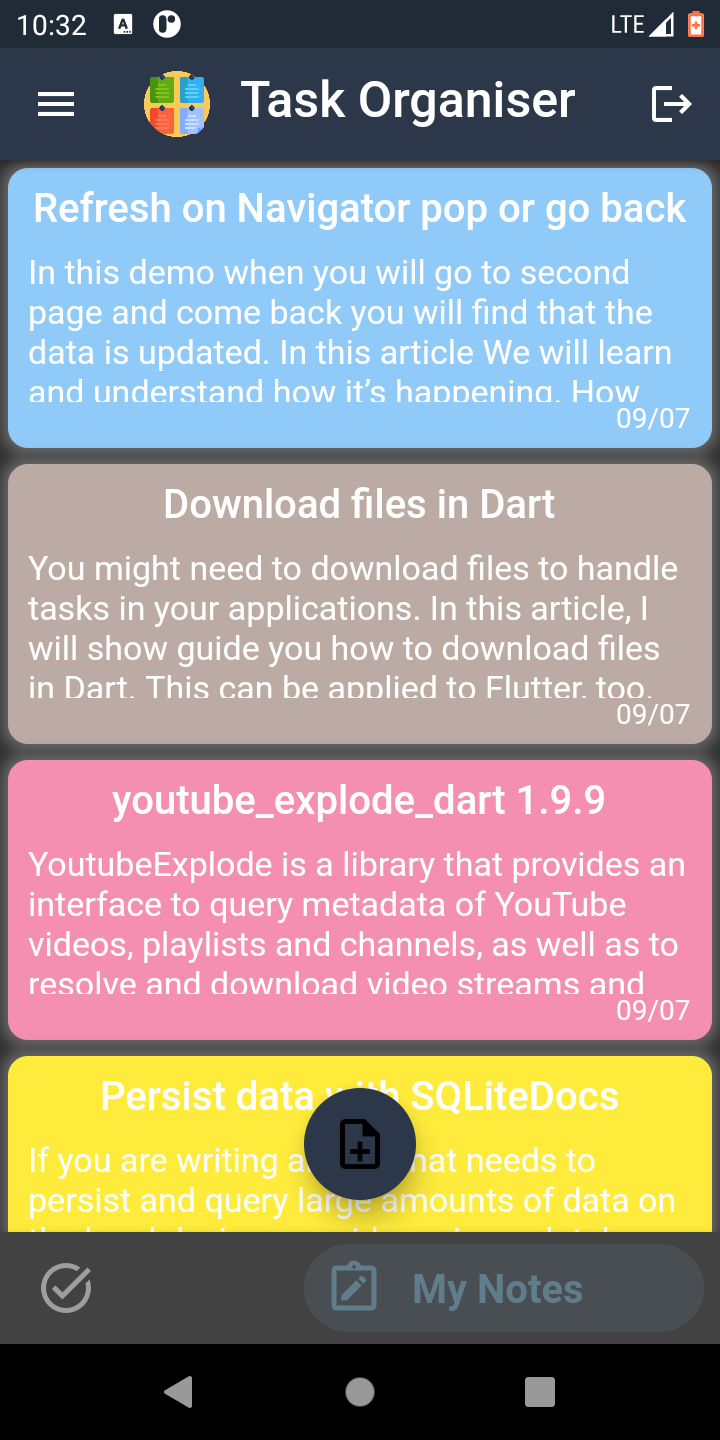 10:32
LTE
Task Organiser
Refresh on Navigator pop or go back
In this demo when you will go to second
page and come back you will find that the
data is updated. In this article We will learn
and understand how it’s happening. How
09/07
Download files in Dart
You might need to download files to handle
tasks in your applications. In this article, I
will show guide you how to download files
in Dart. This can be applied to Flutter, too.
09/07
youtube_explode_dart 1.9.9
YoutubeExplode is a library that provides an
interface to query metadata of YouTube
videos, playlists and channels, as well as to
resolve and download video streams and
09/07
Persist data with SQLiteDocs
If you are writing needs to
persist and query large amounts of data on
My Notes